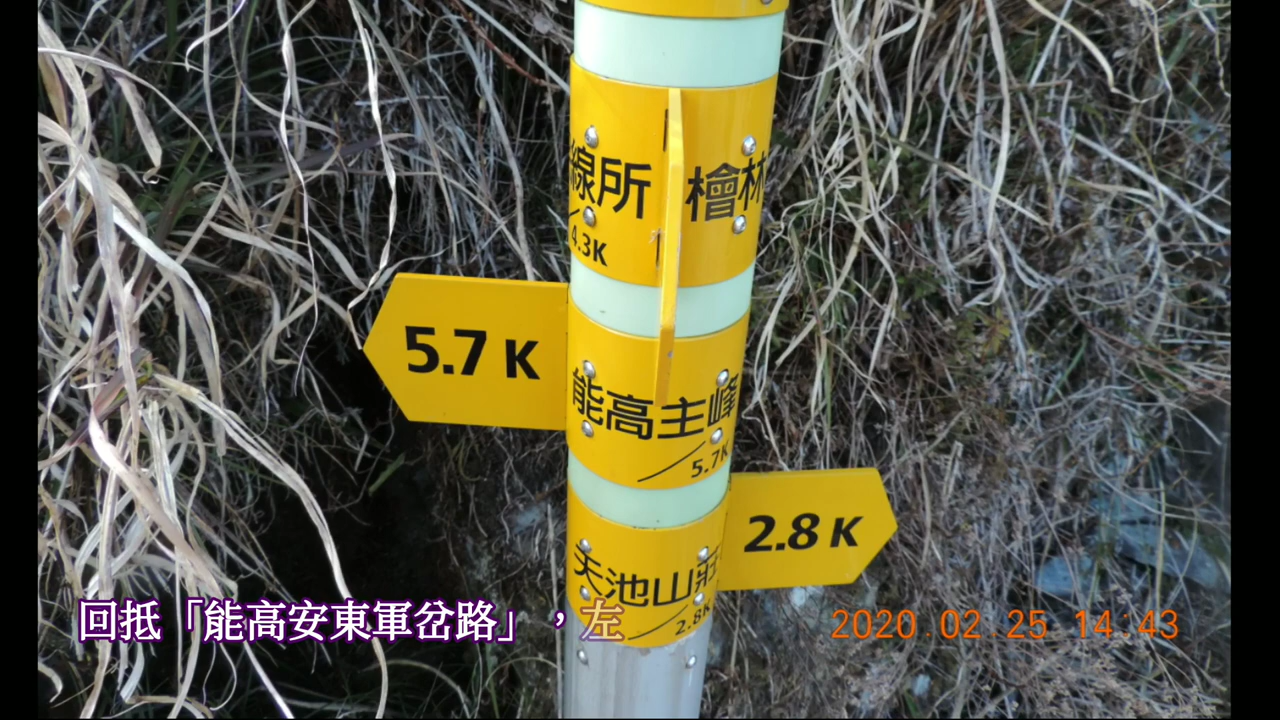 線所
4.3K
檜林
5.7 K
能高主峰
5.7K
2.8 K
天池山莊
2.8K
回抵「能高安東軍岔路」，左
2020 02 25 14:43